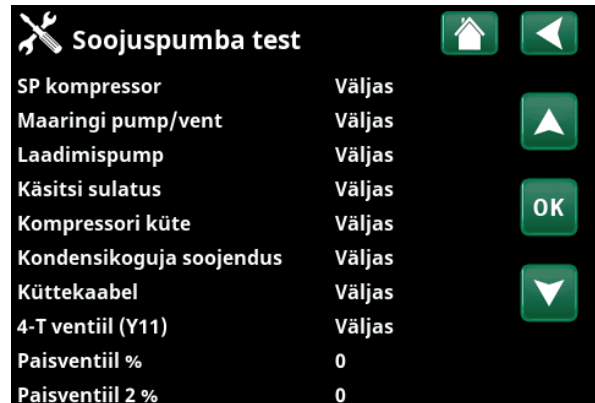 Soojuspumba test
SP kompressor Väljas
Maaringi pump/vent Väljas
Laadimispump Väljas
Käsitsi sulatus Väljas
OK
Kompressori küte Väljas
Kondensikoguja soojendus Väljas
Küttekaabel Väljas
4-T ventiil (Y11) Väljas
Paisventiil % 0
Paisventiil 2 % 0